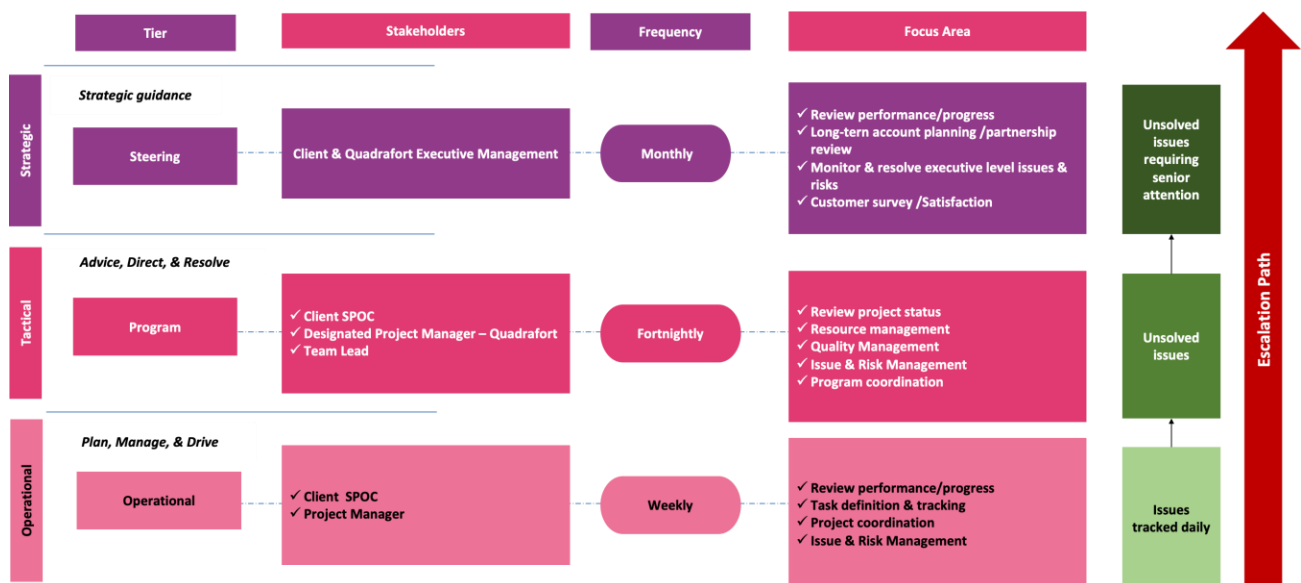 Tier
Stakeholders
Frequency
Focus Area
Strategic
Strategic guidance
Steering
Client & Quadrafort Executive Management
Monthly
✓ Review performance/progress
✓ Long-tern account planning /partnership
review
✓ Monitor & resolve executive level issues &
risks
✓ Customer survey /Satisfaction
Unsolved
issues
requiring
senior
attention
Tactical
Advice, Direct, & Resolve
Program
✓ Client SPOC
✓ Designated Project Manager – Quadrafort
✓ Team Lead
Fortnightly
✓ Review project status
✓ Resource management
✓ Quality Management
✓ Issue & Risk Management
✓ Program coordination
Unsolved
issues
Operational
Plan, Manage, & Drive
Operational
✓ Client SPOC
✓ Project Manager
Weekly
✓ Review performance/progress
✓ Task definition & tracking
✓ Project coordination
✓ Issue & Risk Management
Issues
tracked daily
Escalation Path